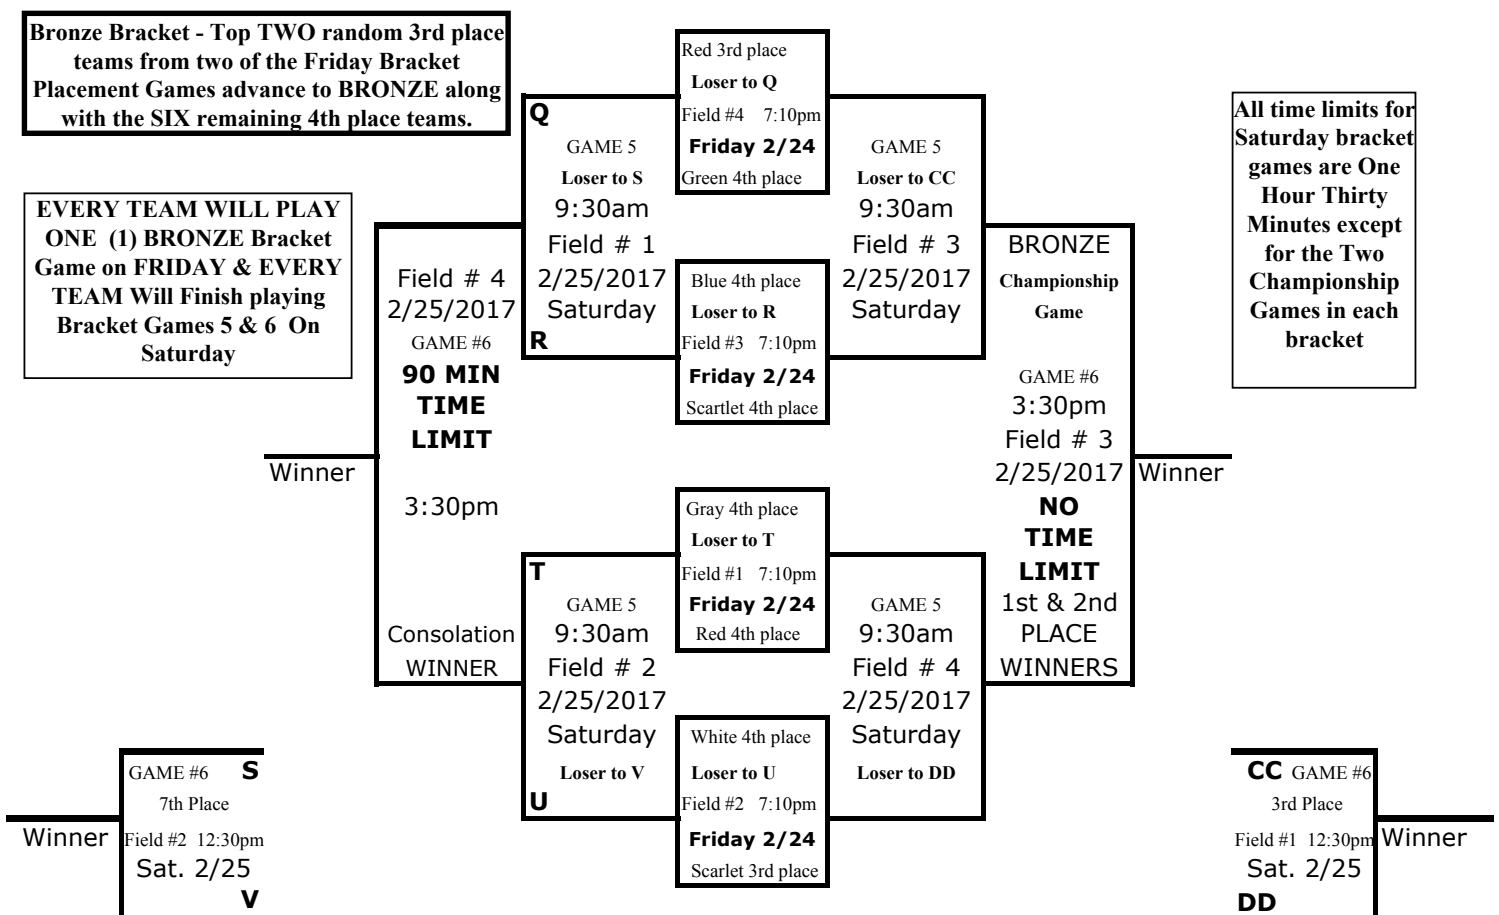 Bronze Bracket - Top TWO random 3rd place
teams from two of the Friday Bracket
Placement Games advance to BRONZE along
with the SIX remaining 4th place teams.
EVERY TEAM WILL PLAY
ONE (1) BRONZE Bracket
Game on FRIDAY & EVERY
TEAM Will Finish playing
Bracket Games 5 & 6 On
Saturday
Winner
Field # 4
2/25/2017
GAME #6
90 MIN
TIME
LIMIT
3:30pm
Consolation
WINNER
Q
GAME 5
Loser to S
9:30am
Field # 1
2/25/2017
Saturday
R
T
GAME 5
9:30am
Field # 2
2/25/2017
Saturday
Loser to V
U
Red 3rd place
Loser to Q
Field #4 7:10pm
Friday 2/24
Green 4th place
Blue 4th place
Loser to R
Field #3 7:10pm
Friday 2/24
Scartlet 4th place
Gray 4th place
Loser to T
Field #1 7:10pm
Friday 2/24
Red 4th place
White 4th place
Loser to U
Field #2 7:10pm
Friday 2/24
Scarlet 3rd place
GAME 5
Loser to CC
9:30am
Field # 3
2/25/2017
Saturday
GAME 5
9:30am
Field # 4
2/25/2017
Saturday
Loser to DD
BRONZE
Championship
Game
GAME #6
3:30pm
Field # 3
2/25/2017
NO
TIME
LIMIT
1st & 2nd
PLACE
WINNERS
Winner
All time limits for
Saturday bracket
games are One
Hour Thirty
Minutes except
for the Two
Championship
Games in each
bracket
GAME #6 S
7th Place
Winner
Field #2 12:30pm
Sat. 2/25
V
CC GAME #6
3rd Place
Field #1 12:30pm
Winner
Sat. 2/25
DD